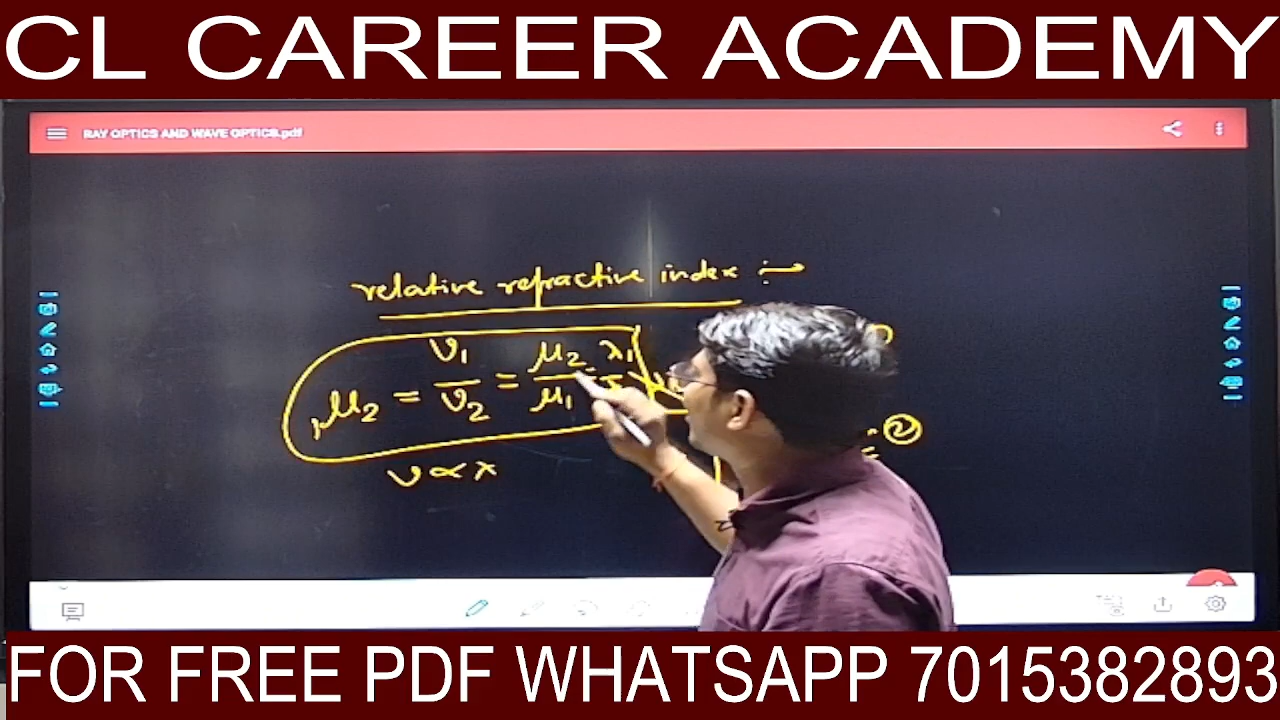 CL CAREER ACADEMY
RAY OPTICS AND WAVE OPTICS.pdf
relative refractive index :→
₁μ₂ = v₁/v₂ = μ₂/μ₁ = λ₁
v ∝ λ
②
FOR FREE PDF WHATSAPP 7015382893